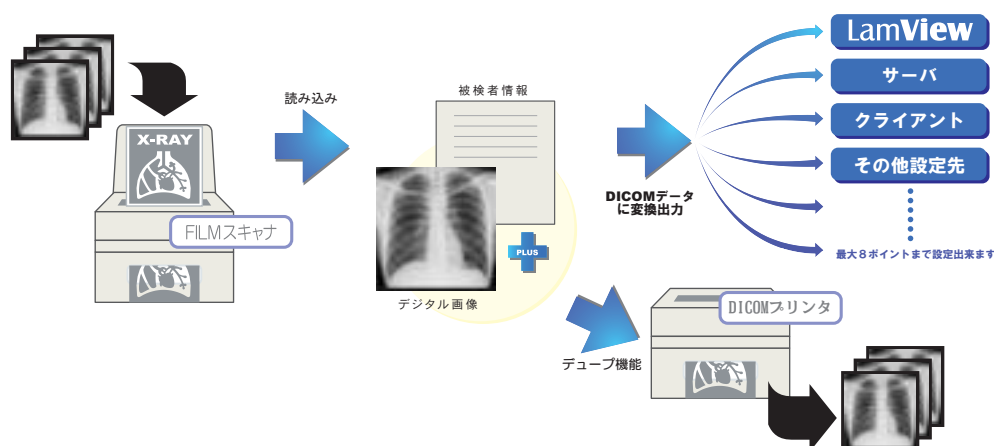 X-RAY
FILMスキャナ
読み込み
被検者情報
PLUS
デジタル画像
DICOMデータ
に変換出力
LamView
サーバ
クライアント
その他設定先
最大8ポイントまで設定出来ます
デュープ機能
DICOMプリンタ